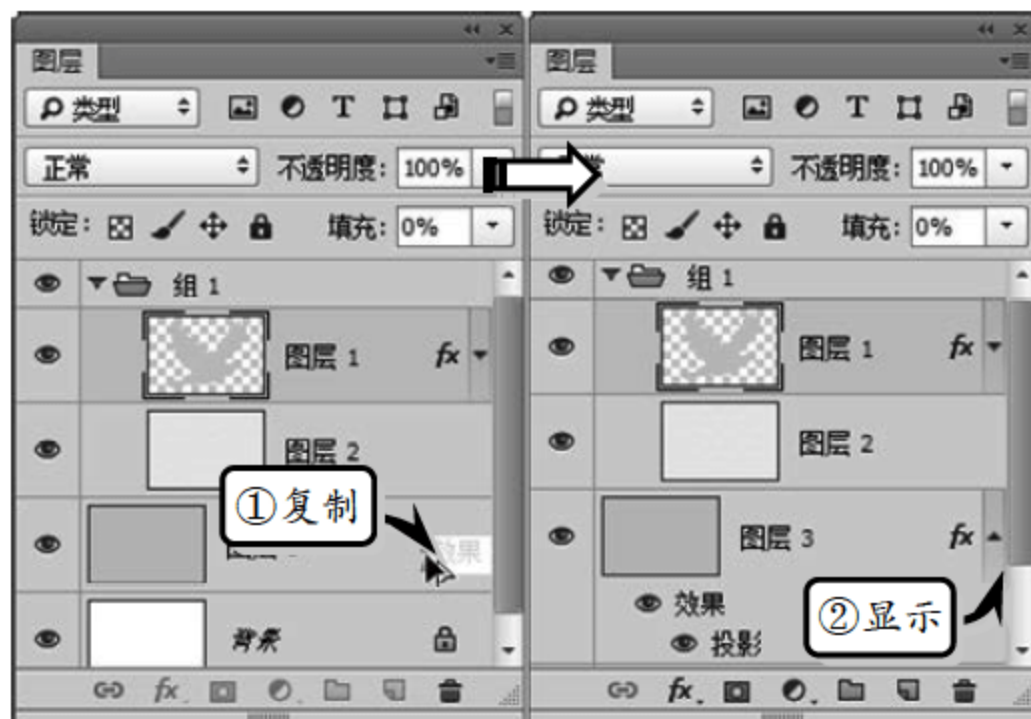 图层
类型
T
正常
不透明度: 100%
锁定:
填充: 0%
组 1
图层 1 fx
图层 2
①复制
效果
背景
fx
图层
类型
T
常
不透明度: 100%
锁定:
填充: 0%
组 1
图层 1 fx
图层 2
图层 3 fx
效果
②显示
投影
fx